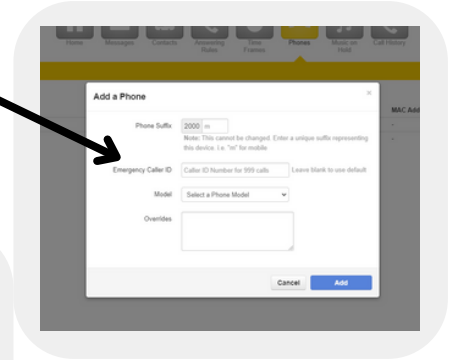 Home Messages Contacts Answering Rules Time Frames Phones Music on Hold Call History
MAC Add
Add a Phone ×
Phone Suffix 2000 m
Note: This cannot be changed. Enter a unique suffix representing
this device. i.e. "m" for mobile
Emergency Caller ID Caller ID Number for 999 calls Leave blank to use default
Model Select a Phone Model
Overrides
Cancel Add